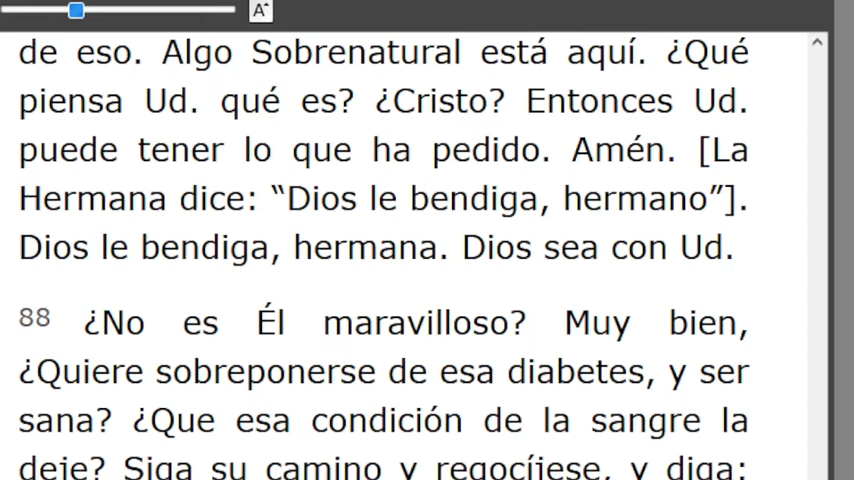 A
de eso. Algo Sobrenatural está aquí. ¿Qué
piensa Ud. qué es? ¿Cristo? Entonces Ud.
puede tener lo que ha pedido. Amén. [La
Hermana dice: “Dios le bendiga, hermano”].
Dios le bendiga, hermana. Dios sea con Ud.
88 ¿No es Él maravilloso? Muy bien,
¿Quiere sobreponerse de esa diabetes, y ser
sana? ¿Que esa condición de la sangre la
deje? Siga su camino y regocíjese, y diga: